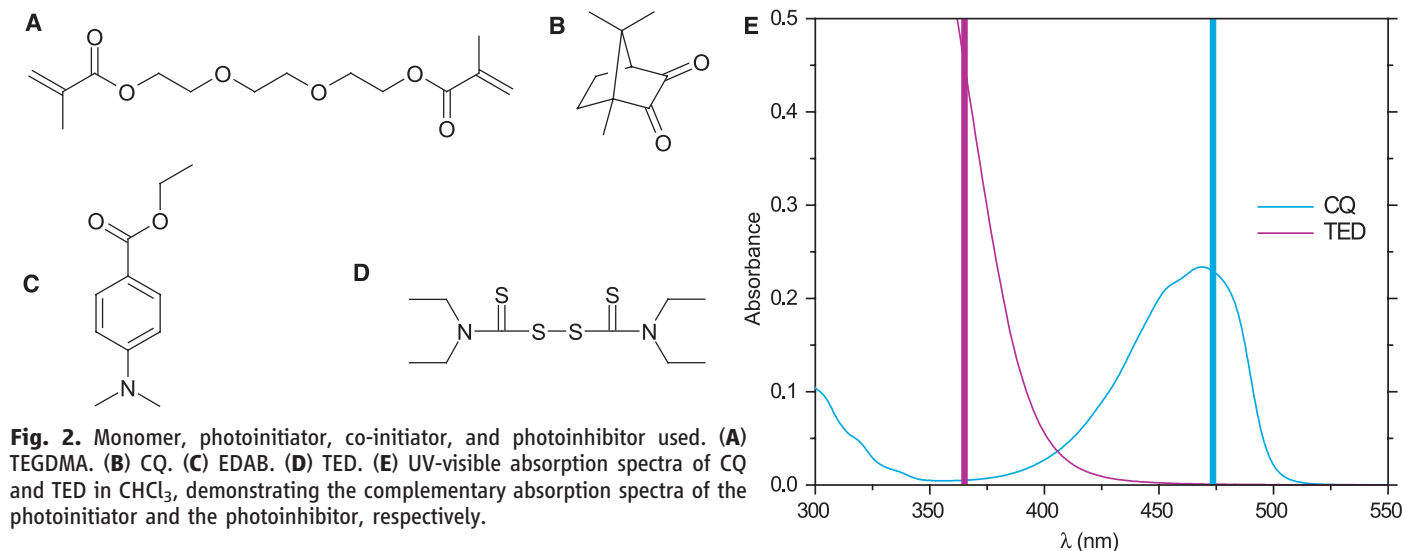 A
O
O
O
O
O
O
B
O
O
C
O
O
N
D
N
S
S
S
S
N
E
0.5
0.4
0.3
0.2
0.1
0.0
Absorbance
CQ
TED
300
350
400
450
500
550
λ (nm)
Fig. 2. Monomer, photoinitiator, co-initiator, and photoinhibitor used. (A)
TEGDMA. (B) CQ. (C) EDAB. (D) TED. (E) UV-visible absorption spectra of CQ
and TED in CHCl₃, demonstrating the complementary absorption spectra of the
photoinitiator and the photoinhibitor, respectively.